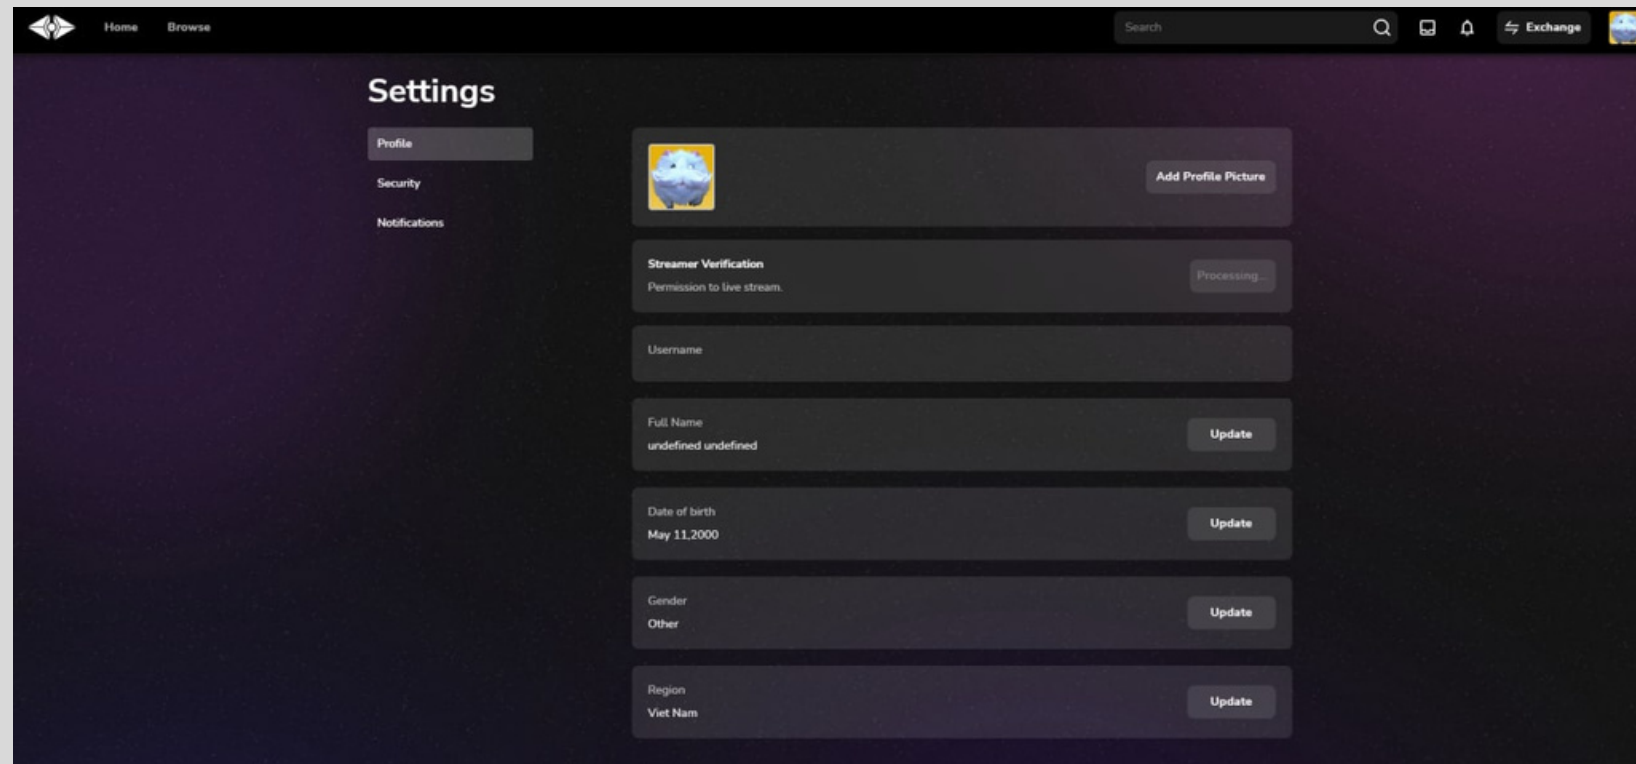 Home Browse Search Exchange
Settings
Profile
Security
Notifications
Add Profile Picture
Streamer Verification
Permission to live stream.
Processing...
Username
Full Name
undefined undefined
Update
Date of birth
May 11,2000
Update
Gender
Other
Update
Region
Viet Nam
Update